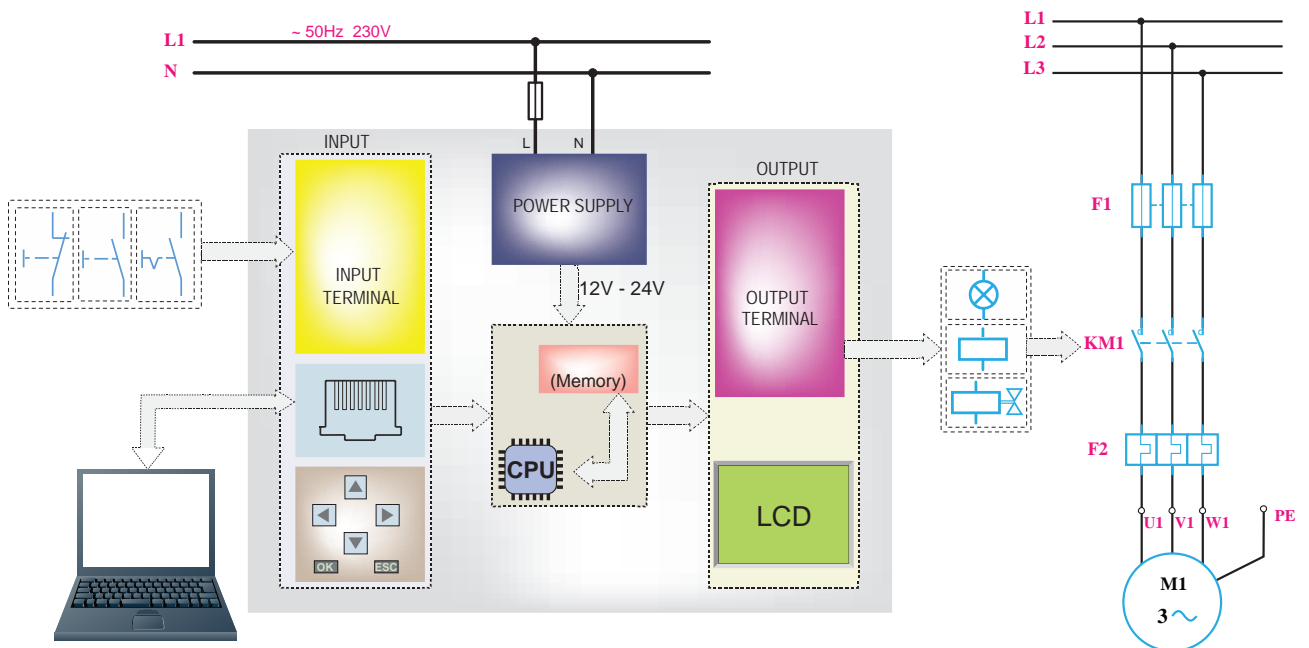 L1
~ 50Hz 230V
N
INPUT
L
N
POWER SUPPLY
OUTPUT
INPUT
TERMINAL
12V - 24V
OUTPUT
TERMINAL
(Memory)
CPU
OK
ESC
LCD
L1
L2
L3
F1
KM1
F2
U1
V1
W1
PE
M1
3